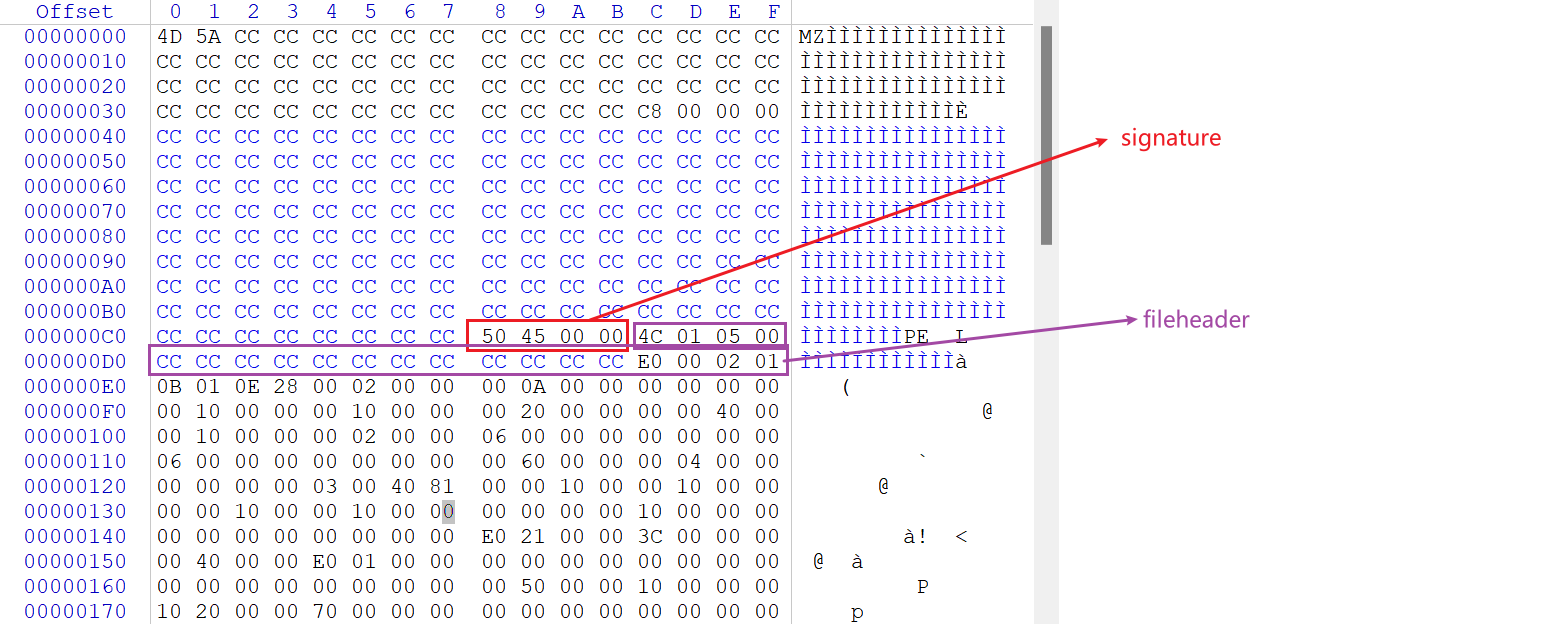 Offset 0 1 2 3 4 5 6 7 8 9 A B C D E F
00000000 4D 5A CC CC CC CC CC CC CC CC CC CC CC CC CC CC MZÌÌÌÌÌÌÌÌÌÌÌÌÌÌ
00000010 CC CC CC CC CC CC CC CC CC CC CC CC CC CC CC CC ÌÌÌÌÌÌÌÌÌÌÌÌÌÌÌÌ
00000020 CC CC CC CC CC CC CC CC CC CC CC CC CC CC CC CC ÌÌÌÌÌÌÌÌÌÌÌÌÌÌÌÌ
00000030 CC CC CC CC CC CC CC CC CC CC CC CC C8 00 00 00 ÌÌÌÌÌÌÌÌÌÌÌÌÈ
00000040 CC CC CC CC CC CC CC CC CC CC CC CC CC CC CC CC ÌÌÌÌÌÌÌÌÌÌÌÌÌÌÌÌ
signature
00000050 CC CC CC CC CC CC CC CC CC CC CC CC CC CC CC CC ÌÌÌÌÌÌÌÌÌÌÌÌÌÌÌÌ
00000060 CC CC CC CC CC CC CC CC CC CC CC CC CC CC CC CC ÌÌÌÌÌÌÌÌÌÌÌÌÌÌÌÌ
00000070 CC CC CC CC CC CC CC CC CC CC CC CC CC CC CC CC ÌÌÌÌÌÌÌÌÌÌÌÌÌÌÌÌ
00000080 CC CC CC CC CC CC CC CC CC CC CC CC CC CC CC CC ÌÌÌÌÌÌÌÌÌÌÌÌÌÌÌÌ
00000090 CC CC CC CC CC CC CC CC CC CC CC CC CC CC CC CC ÌÌÌÌÌÌÌÌÌÌÌÌÌÌÌÌ
000000A0 CC CC CC CC CC CC CC CC CC CC CC CC CC CC CC CC ÌÌÌÌÌÌÌÌÌÌÌÌÌÌÌÌ
000000B0 CC CC CC CC CC CC CC CC CC CC CC CC CC CC CC CC ÌÌÌÌÌÌÌÌÌÌÌÌÌÌÌÌ
fileheader
000000C0 CC CC CC CC CC CC CC CC 50 45 00 00 4C 01 05 00 ÌÌÌÌÌÌÌÌPE L
000000D0 CC CC CC CC CC CC CC CC CC CC CC CC E0 00 02 01 ÌÌÌÌÌÌÌÌÌÌÌÌà
000000E0 0B 01 0E 28 00 02 00 00 00 0A 00 00 00 00 00 00 (
000000F0 00 10 00 00 00 10 00 00 00 20 00 00 00 00 40 00 @
00000100 00 10 00 00 00 02 00 00 06 00 00 00 00 00 00 00
00000110 06 00 00 00 00 00 00 00 00 60 00 00 00 04 00 00 `
00000120 00 00 00 00 03 00 40 81 00 00 10 00 00 10 00 00 @
00000130 00 00 10 00 00 10 00 00 00 00 00 00 10 00 00 00
00000140 00 00 00 00 00 00 00 00 E0 21 00 00 3C 00 00 00 à! <
00000150 00 40 00 00 E0 01 00 00 00 00 00 00 00 00 00 00 @ à
00000160 00 00 00 00 00 00 00 00 00 50 00 00 10 00 00 00 P
00000170 10 20 00 00 70 00 00 00 00 00 00 00 00 00 00 00 p